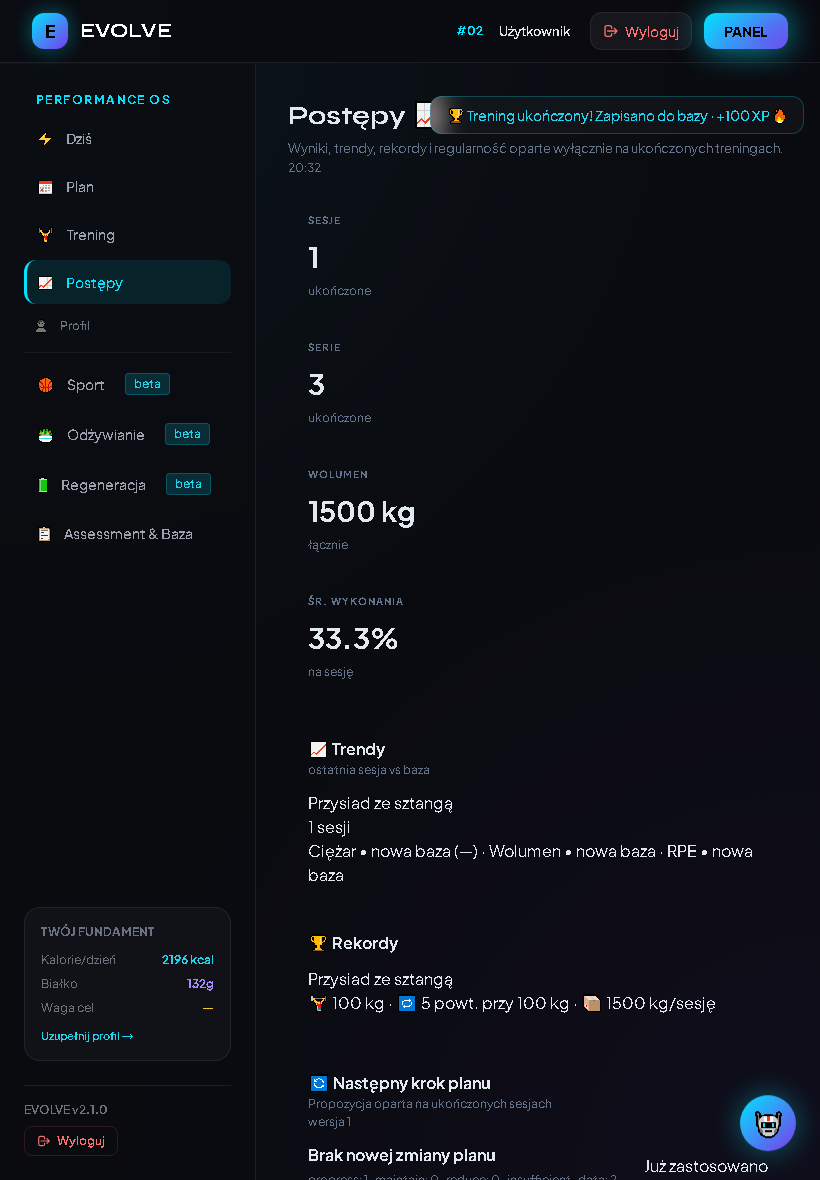 E EVOLVE
#02 Użytkownik Wyloguj PANEL
PERFORMANCE OS
Dziś
Plan
Trening
Postępy
Profil
Sport beta
Odżywianie beta
Regeneracja beta
Assessment & Baza
TWÓJ FUNDAMENT
Kalorie/dzień 2196 kcal
Białko 132g
Waga cel —
Uzupełnij profil →
EVOLVE v2.1.0
Wyloguj
Postępy
Trening ukończony! Zapisano do bazy · +100 XP
Wyniki, trendy, rekordy i regularność oparte wyłącznie na ukończonych treningach.
20:32
SESJE
1
ukończone
SERIE
3
ukończone
WOLUMEN
1500 kg
łącznie
ŚR. WYKONANIA
33.3%
na sesję
Trendy
ostatnia sesja vs baza
Przysiad ze sztangą
1 sesji
Ciężar • nowa baza (—) · Wolumen • nowa baza · RPE • nowa
baza
Rekordy
Przysiad ze sztangą
100 kg · 5 powt. przy 100 kg · 1500 kg/sesję
Następny krok planu
Propozycja oparta na ukończonych sesjach
wersja 1
Brak nowej zmiany planu
Już zastosowano